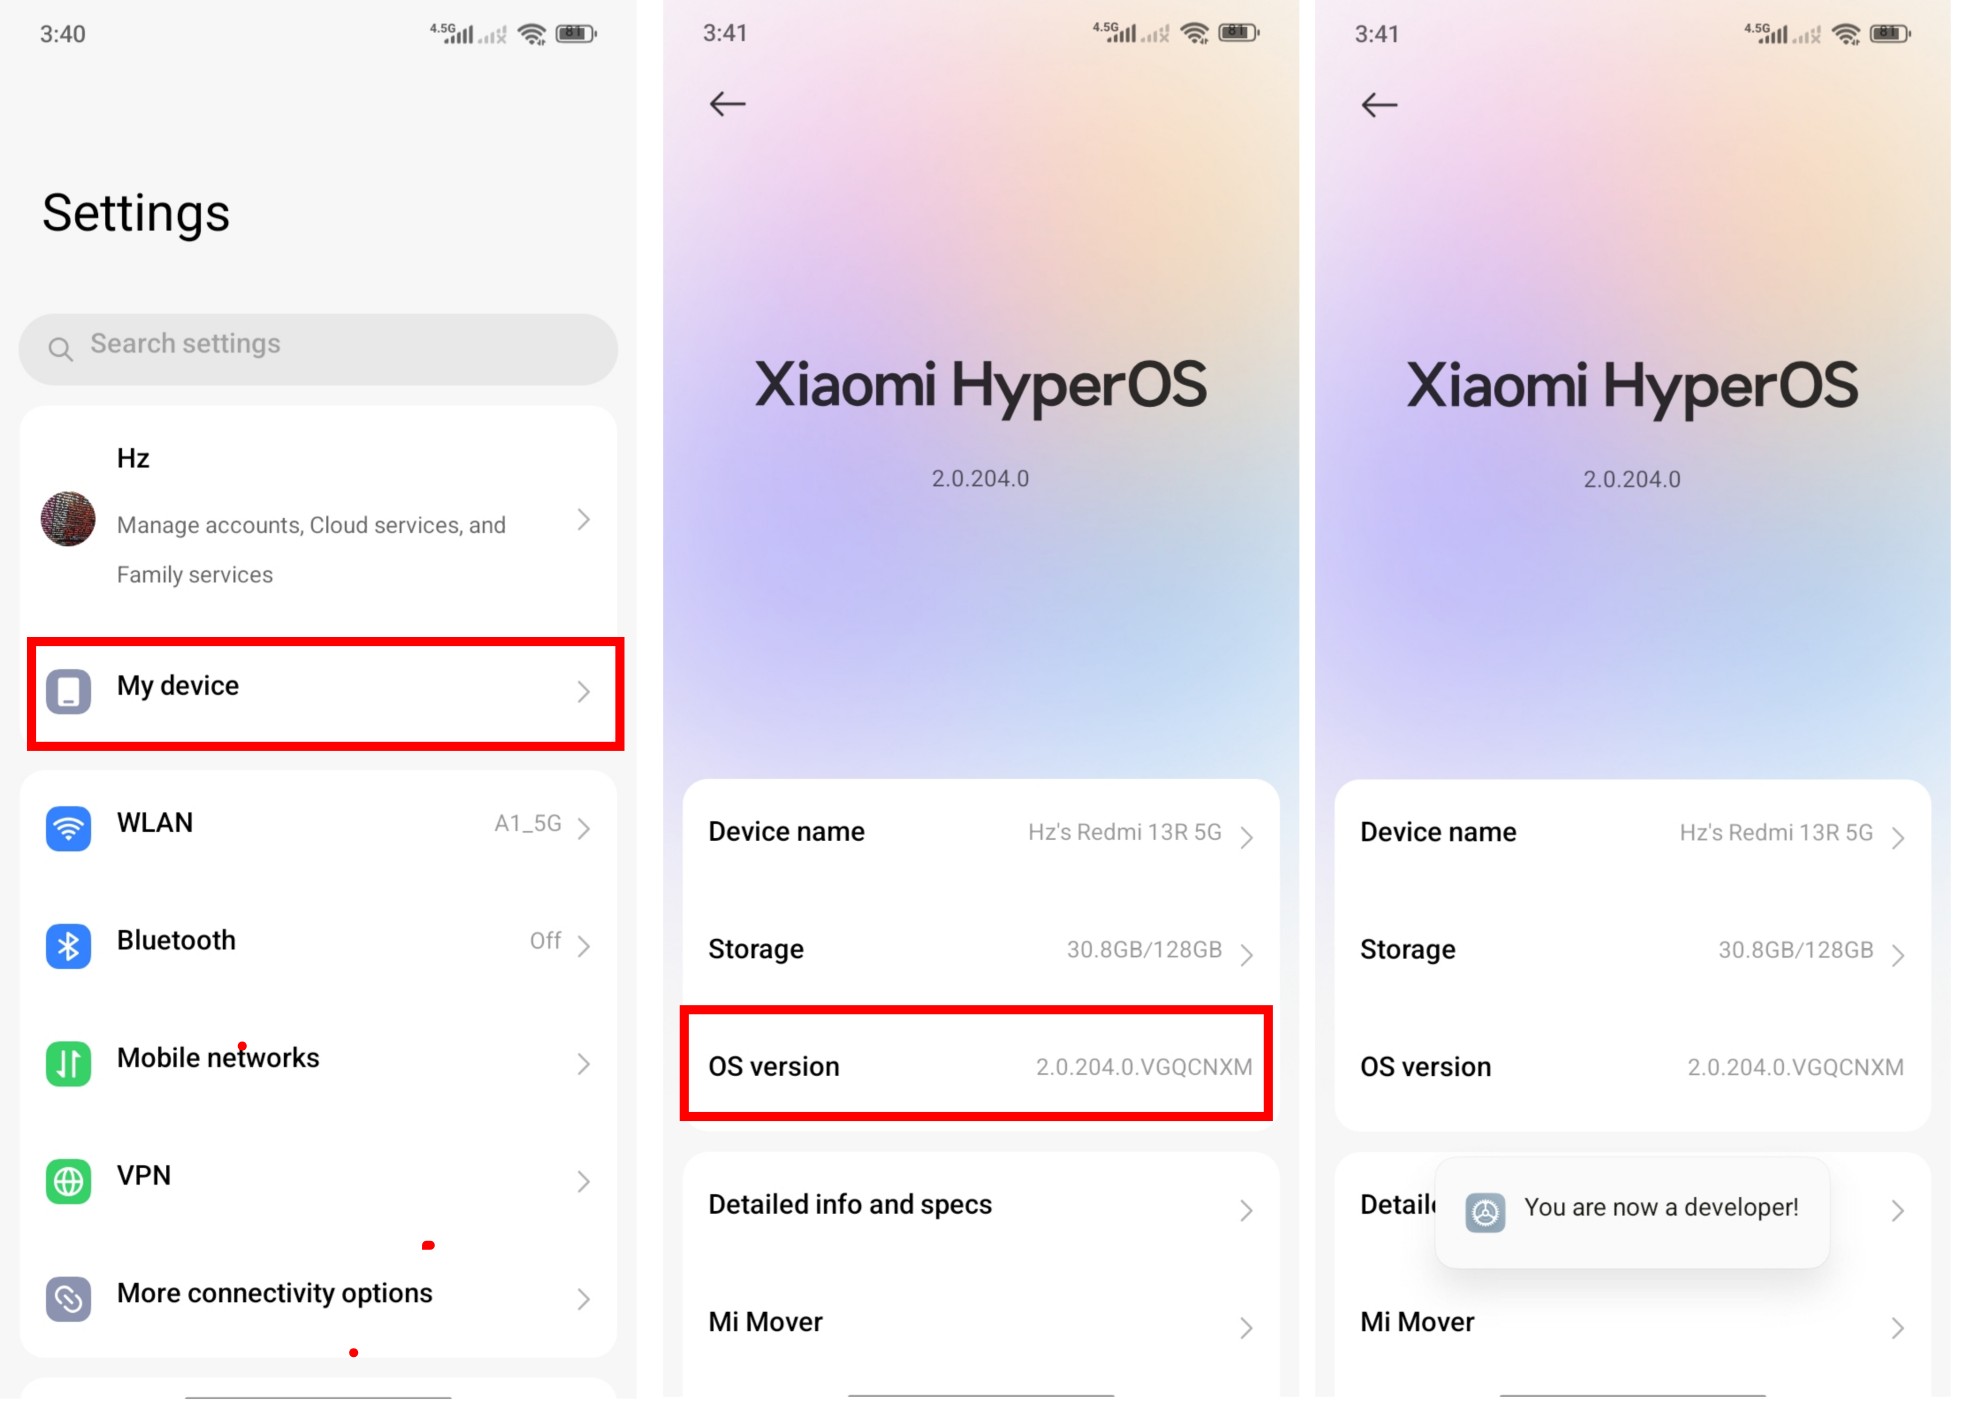 3:40
4.5G
81
Settings
Search settings
Hz
Manage accounts, Cloud services, and
Family services
My device
WLAN
A1_5G
Bluetooth
Off
Mobile networks
VPN
More connectivity options
3:41
4.5G
81
Xiaomi HyperOS
2.0.204.0
Device name
Hz's Redmi 13R 5G
Storage
30.8GB/128GB
OS version
2.0.204.0.VGQCNXM
Detailed info and specs
Mi Mover
3:41
4.5G
81
Xiaomi HyperOS
2.0.204.0
Device name
Hz's Redmi 13R 5G
Storage
30.8GB/128GB
OS version
2.0.204.0.VGQCNXM
Detail
You are now a developer!
Mi Mover